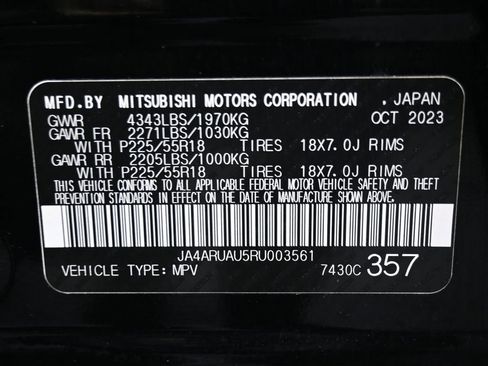 MFD.BY MITSUBISHI MOTORS CORPORATION . JAPAN
GVWR 4343LBS/1970KG OCT 2023
GAWR FR 2271LBS/1030KG
WITH P225/55R18 TIRES 18X7.0J RIMS
GAWR RR 2205LBS/1000KG
WITH P225/55R18 TIRES 18X7.0J RIMS
THIS VEHICLE CONFORMS TO ALL APPLICABLE FEDERAL MOTOR VEHICLE SAFETY AND THEFT
PREVENTION STANDARDS IN EFFECT ON THE DATE OF MANUFACTURE SHOWN ABOVE.
JA4ARUAU5RU003561
VEHICLE TYPE: MPV 7430C 357